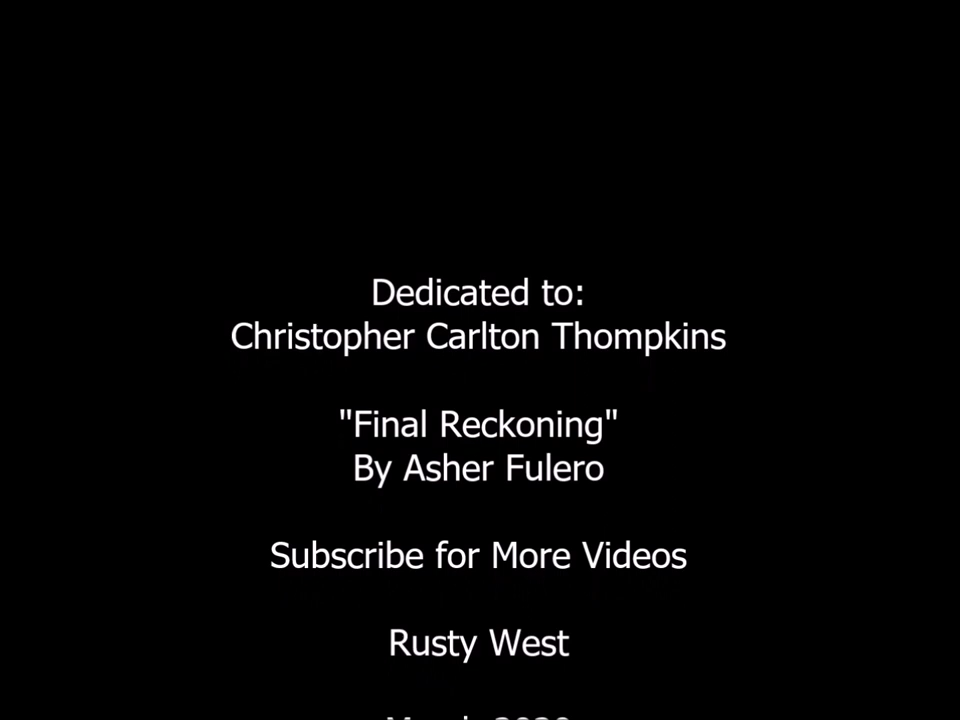 Dedicated to:
Christopher Carlton Thompkins
"Final Reckoning"
By Asher Fulero
Subscribe for More Videos
Rusty West